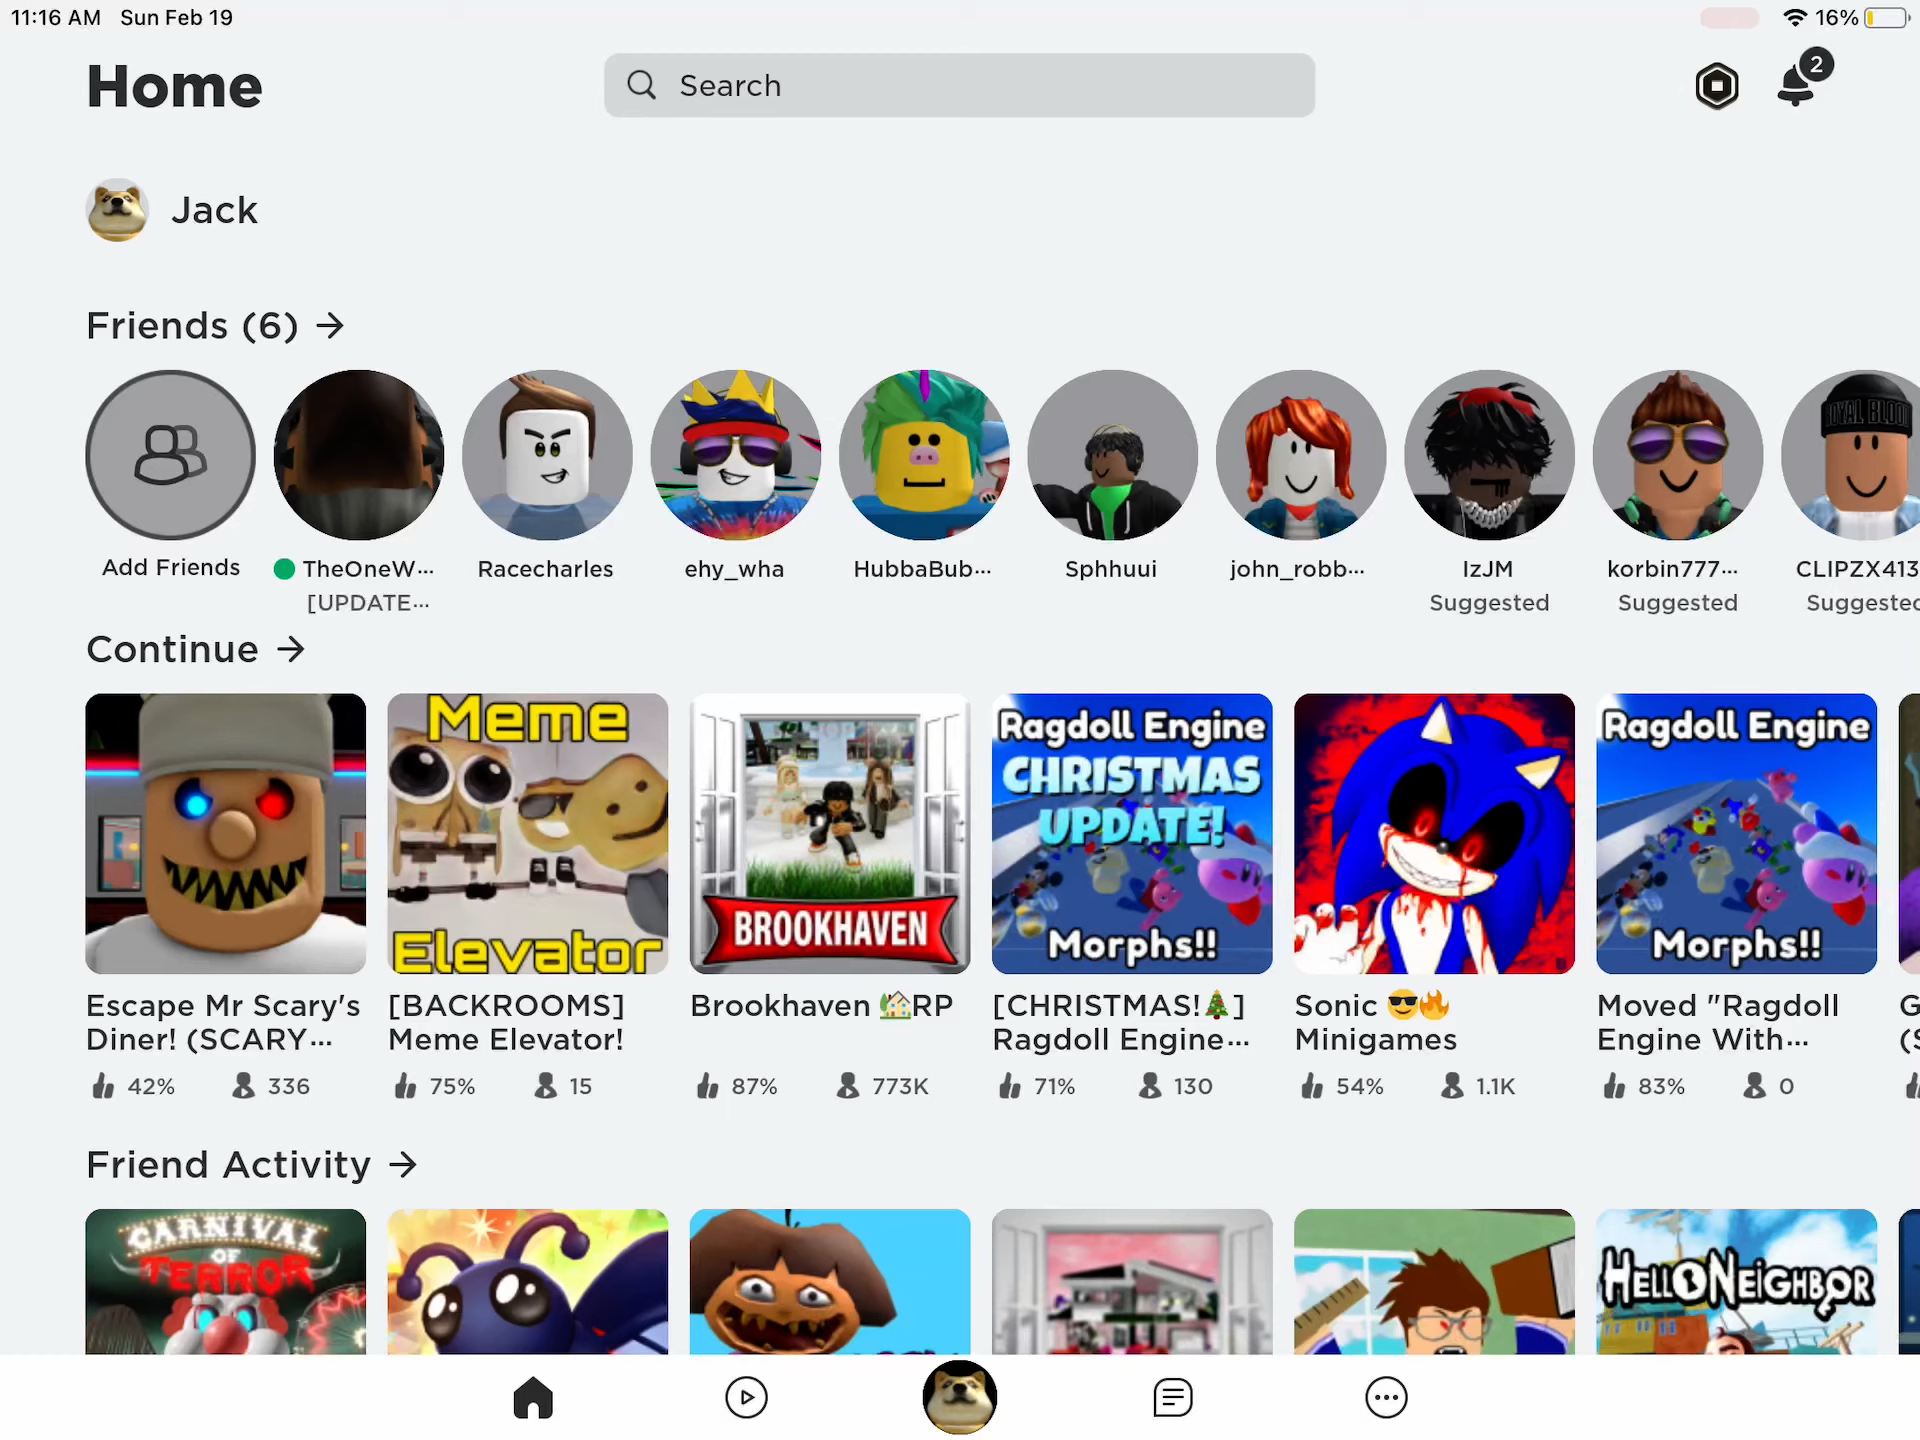 11:16 AM Sun Feb 19
16%
Home
Search
2
Jack
Friends (6)
Add Friends
TheOneW...
[UPDATE...
Racecharles
ehy_wha
HubbaBub...
Sphhuui
john_robb...
IzJM
Suggested
korbin777...
Suggested
CLIPZX413
Suggested
ROYAL BLOOD
Continue
Meme
Elevator
BROOKHAVEN
Ragdoll Engine
CHRISTMAS
UPDATE!
Morphs!!
Ragdoll Engine
Morphs!!
Escape Mr Scary's
Diner! (SCARY...
42% 336
[BACKROOMS]
Meme Elevator!
75% 15
Brookhaven 🏡RP
87% 773K
[CHRISTMAS!🎄]
Ragdoll Engine...
71% 130
Sonic 😎🔥
Minigames
54% 1.1K
Moved "Ragdoll
Engine With...
83% 0
G
(S
Friend Activity
CARNIVAL
OF
TERROR
HELLO NEIGHBOR